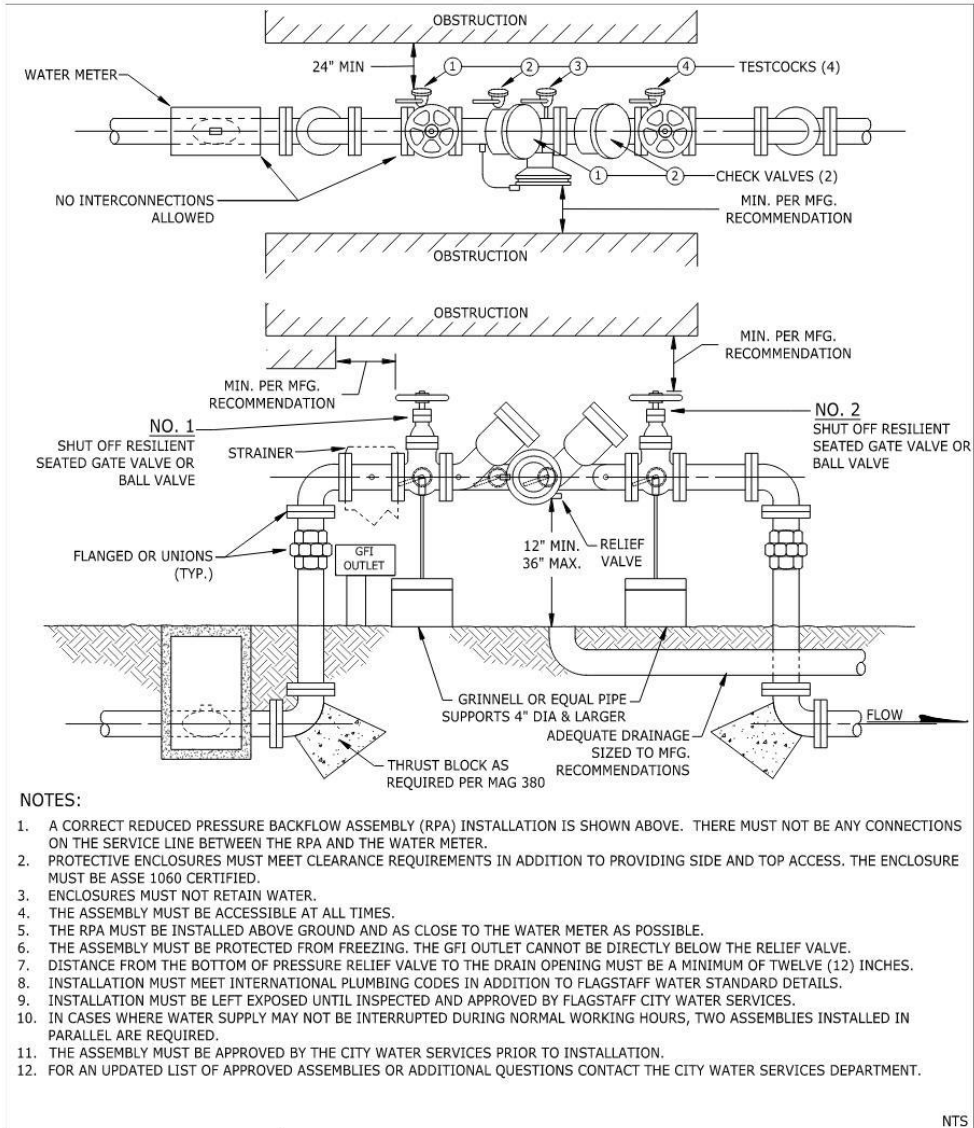 OBSTRUCTION
24" MIN
1
2
3
4
TESTCOCKS (4)
WATER METER
1
2
CHECK VALVES (2)
NO INTERCONNECTIONS
ALLOWED
MIN. PER MFG.
RECOMMENDATION
OBSTRUCTION
OBSTRUCTION
MIN. PER MFG.
RECOMMENDATION
MIN. PER MFG.
RECOMMENDATION
NO. 1
SHUT OFF RESILIENT
SEATED GATE VALVE OR
BALL VALVE
STRAINER
NO. 2
SHUT OFF RESILIENT
SEATED GATE VALVE OR
BALL VALVE
FLANGED OR UNIONS
(TYP.)
GFI
OUTLET
12" MIN.
36" MAX.
RELIEF
VALVE
GRINNELL OR EQUAL PIPE
SUPPORTS 4" DIA & LARGER
ADEQUATE DRAINAGE
SIZED TO MFG.
RECOMMENDATIONS
FLOW
THRUST BLOCK AS
REQUIRED PER MAG 380
NOTES:
1. A CORRECT REDUCED PRESSURE BACKFLOW ASSEMBLY (RPA) INSTALLATION IS SHOWN ABOVE. THERE MUST NOT BE ANY CONNECTIONS
ON THE SERVICE LINE BETWEEN THE RPA AND THE WATER METER.
2. PROTECTIVE ENCLOSURES MUST MEET CLEARANCE REQUIREMENTS IN ADDITION TO PROVIDING SIDE AND TOP ACCESS. THE ENCLOSURE
MUST BE ASSE 1060 CERTIFIED.
3. ENCLOSURES MUST NOT RETAIN WATER.
4. THE ASSEMBLY MUST BE ACCESSIBLE AT ALL TIMES.
5. THE RPA MUST BE INSTALLED ABOVE GROUND AND AS CLOSE TO THE WATER METER AS POSSIBLE.
6. THE ASSEMBLY MUST BE PROTECTED FROM FREEZING. THE GFI OUTLET CANNOT BE DIRECTLY BELOW THE RELIEF VALVE.
7. DISTANCE FROM THE BOTTOM OF PRESSURE RELIEF VALVE TO THE DRAIN OPENING MUST BE A MINIMUM OF TWELVE (12) INCHES.
8. INSTALLATION MUST MEET INTERNATIONAL PLUMBING CODES IN ADDITION TO FLAGSTAFF WATER STANDARD DETAILS.
9. INSTALLATION MUST BE LEFT EXPOSED UNTIL INSPECTED AND APPROVED BY FLAGSTAFF CITY WATER SERVICES.
10. IN CASES WHERE WATER SUPPLY MAY NOT BE INTERRUPTED DURING NORMAL WORKING HOURS, TWO ASSEMBLIES INSTALLED IN
PARALLEL ARE REQUIRED.
11. THE ASSEMBLY MUST BE APPROVED BY THE CITY WATER SERVICES PRIOR TO INSTALLATION.
12. FOR AN UPDATED LIST OF APPROVED ASSEMBLIES OR ADDITIONAL QUESTIONS CONTACT THE CITY WATER SERVICES DEPARTMENT.
NTS